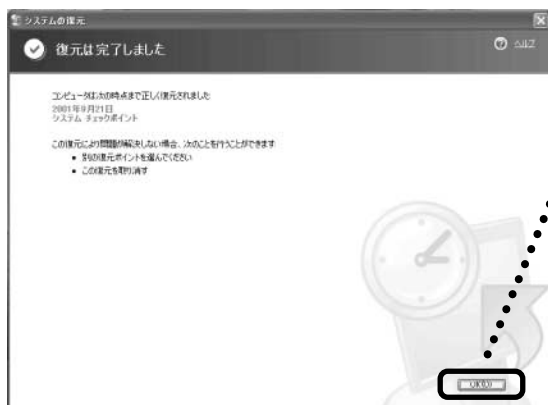 システムの復元
復元は完了しました
ヘルプ
コンピュータは次の時点まで正しく復元されました
2001年9月21日
システム チェックポイント
この復元により問題が解決しない場合、次のことを行うことができます
• 別の復元ポイントを選んでください
• この復元を取り消す
OK(O)